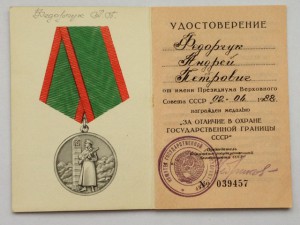 УДОСТОВЕРЕНИЕ
Федорчук
Андрей
Петрович
от имени Президиума Верховного
Совета СССР
награжден медалью
„ЗА ОТЛИЧИЕ В ОХРАНЕ
ГОСУДАРСТВЕННОЙ ГРАНИЦЫ
СССР"
№ 039457